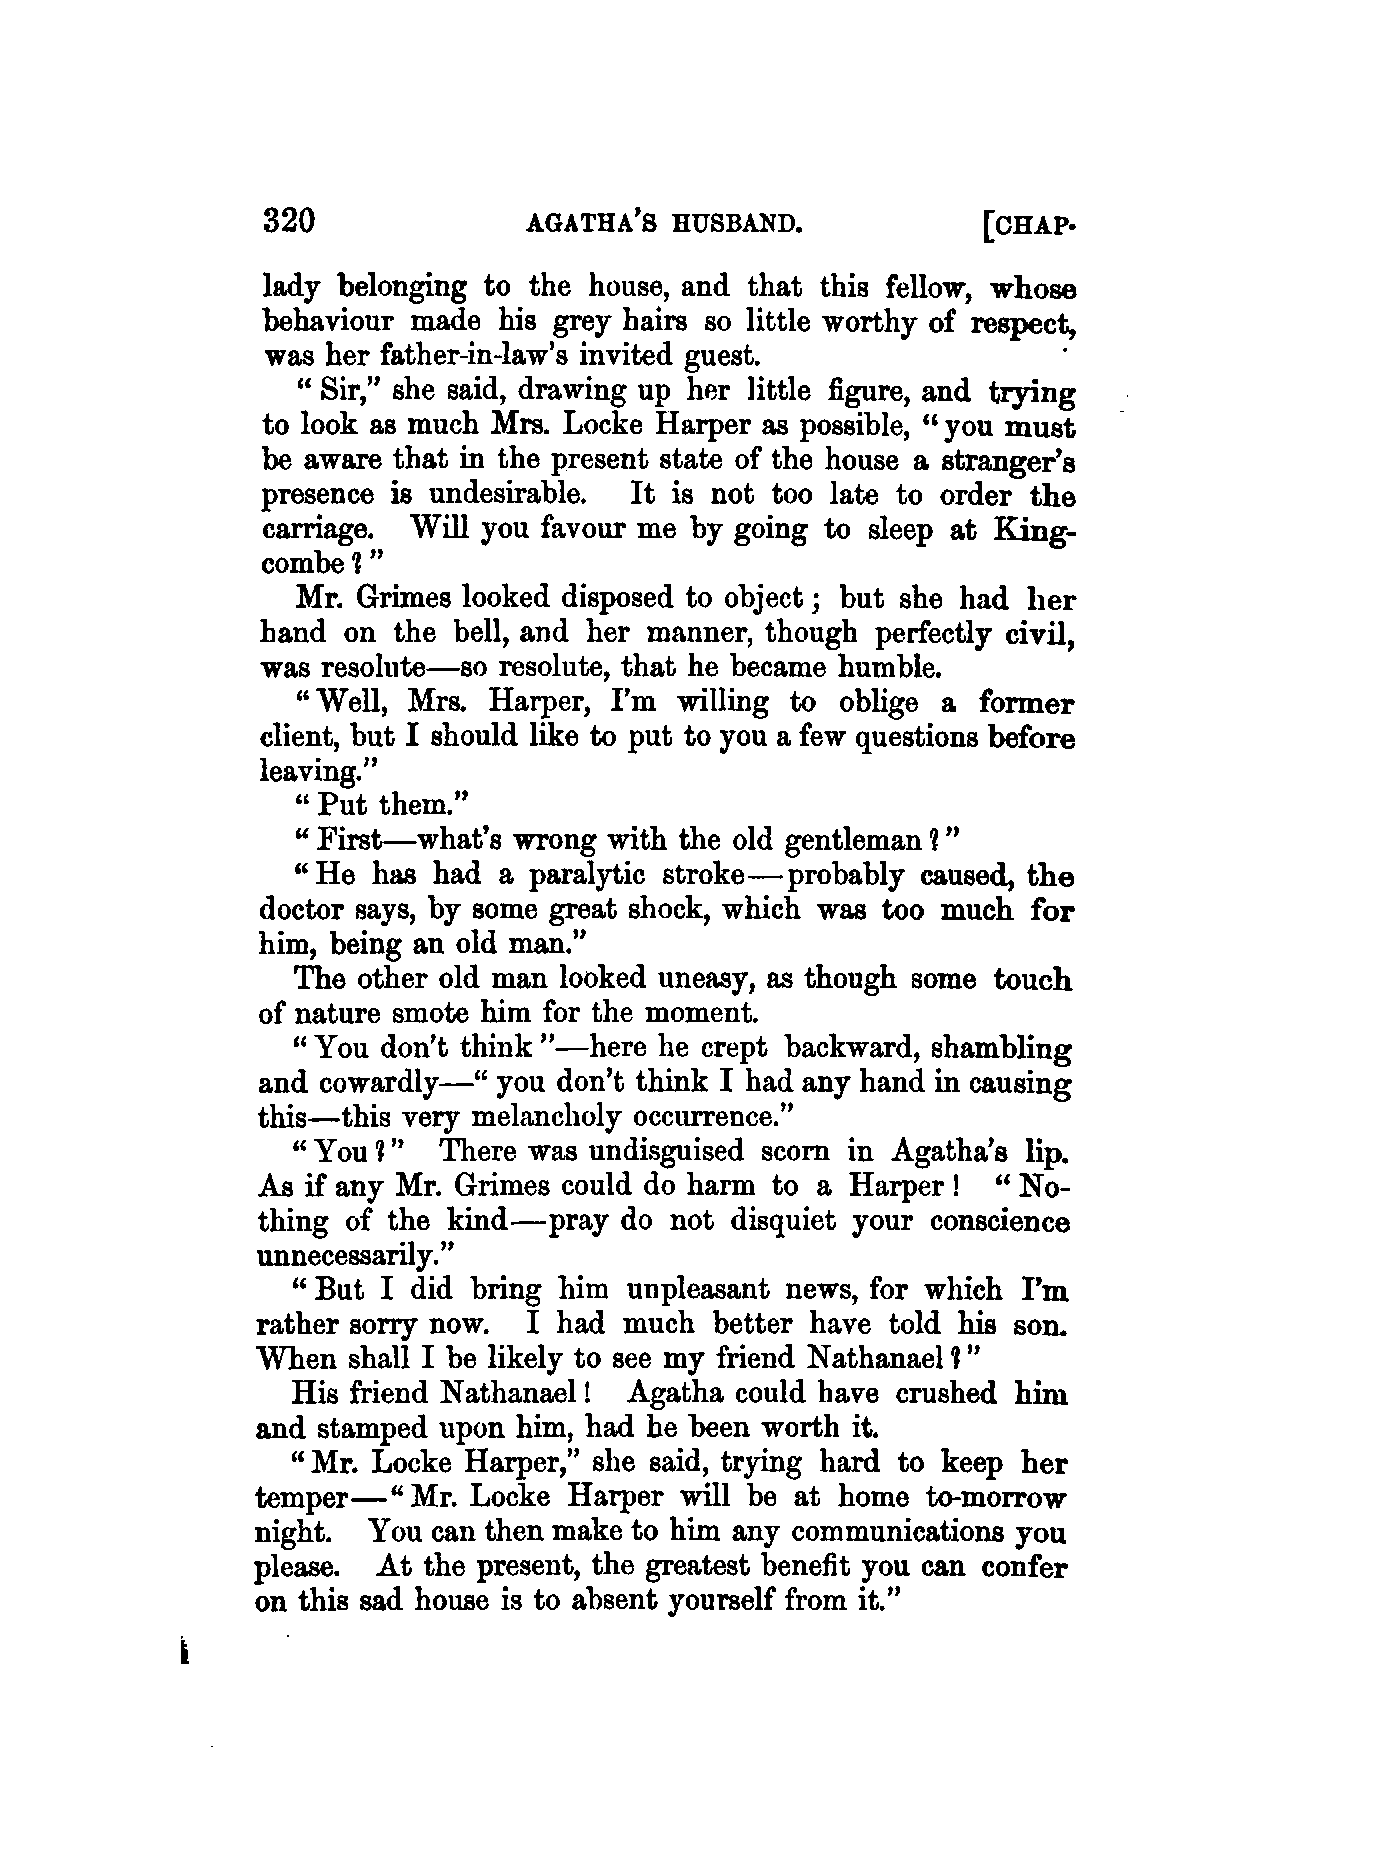 320 AGATHA'S HUSBAND. [CHAP.
lady belonging to the house, and that this fellow, whose
behaviour made his grey hairs so little worthy of respect,
was her father-in-law's invited guest.
"Sir," she said, drawing up her little figure, and trying
to look as much Mrs. Locke Harper as possible, "you must
be aware that in the present state of the house a stranger's
presence is undesirable. It is not too late to order the
carriage. Will you favour me by going to sleep at King-
combe?"
Mr. Grimes looked disposed to object; but she had her
hand on the bell, and her manner, though perfectly civil,
was resolute—so resolute, that he became humble.
"Well, Mrs. Harper, I'm willing to oblige a former
client, but I should like to put to you a few questions before
leaving."
"Put them."
"First—what's wrong with the old gentleman?"
"He has had a paralytic stroke—probably caused, the
doctor says, by some great shock, which was too much for
him, being an old man."
The other old man looked uneasy, as though some touch
of nature smote him for the moment.
"You don't think"—here he crept backward, shambling
and cowardly—"you don't think I had any hand in causing
this—this very melancholy occurrence."
"You?" There was undisguised scorn in Agatha's lip.
As if any Mr. Grimes could do harm to a Harper! "No-
thing of the kind—pray do not disquiet your conscience
unnecessarily."
"But I did bring him unpleasant news, for which I'm
rather sorry now. I had much better have told his son.
When shall I be likely to see my friend Nathanael?"
His friend Nathanael! Agatha could have crushed him
and stamped upon him, had he been worth it.
"Mr. Locke Harper," she said, trying hard to keep her
temper—"Mr. Locke Harper will be at home to-morrow
night. You can then make to him any communications you
please. At the present, the greatest benefit you can confer
on this sad house is to absent yourself from it."